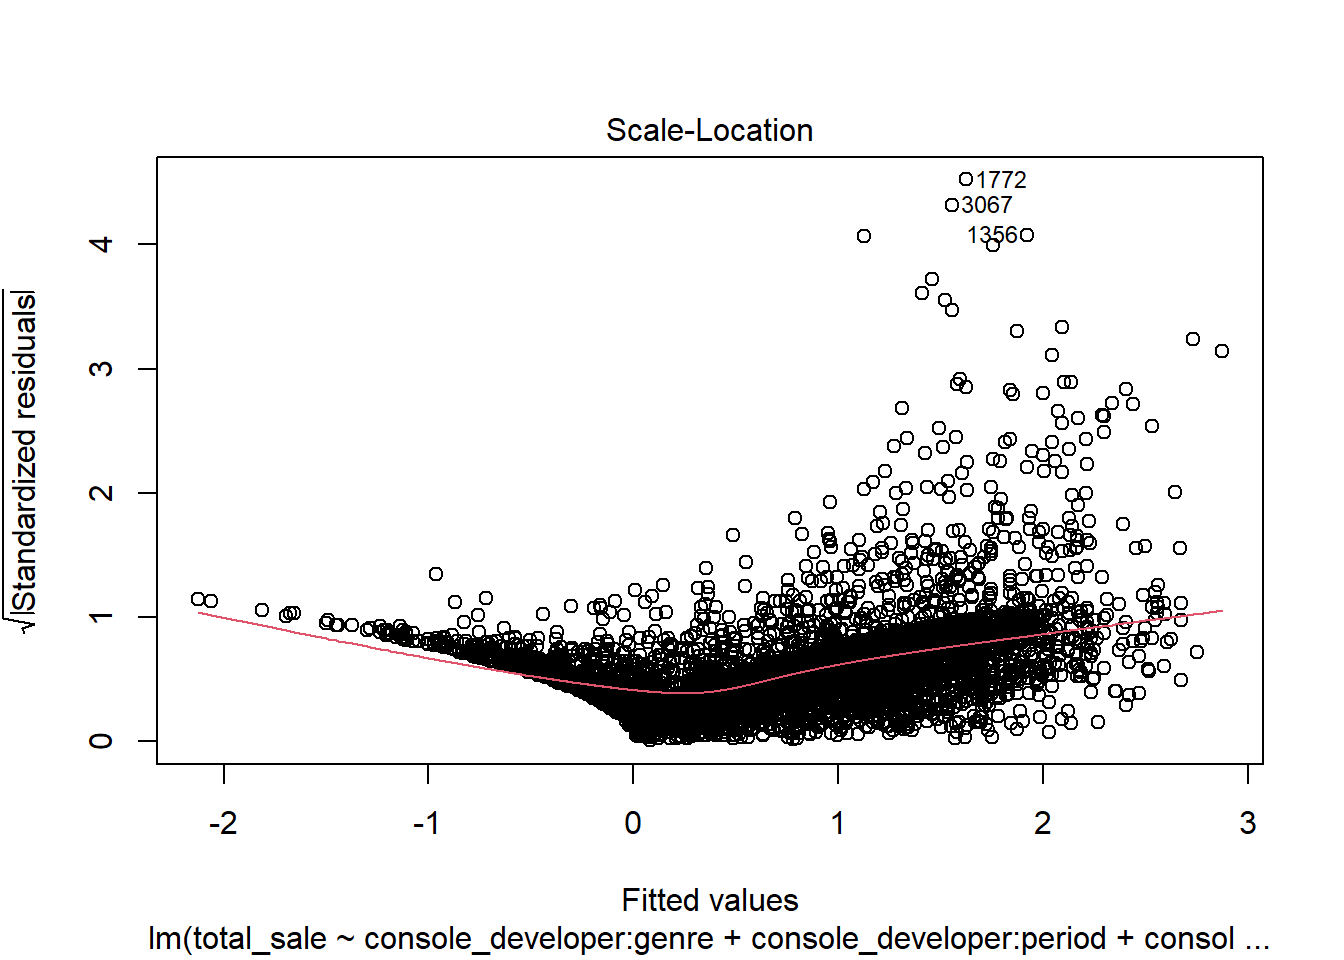 Scale-Location
1772
3067
1356
4
3
2
1
0
√|Standardized residuals|
-2 -1 0 1 2 3
Fitted values
lm(total_sale ~ console_developer:genre + console_developer:period + consol ...